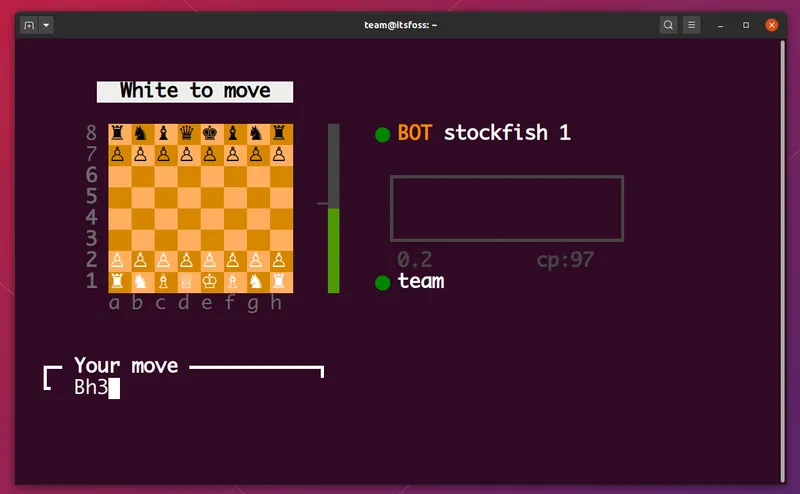 team@itsfoss: ~
White to move
8
7
6
5
4
3
2
1
a b c d e f g h
BOT stockfish 1
0.2 cp:97
team
Your move
Bh3